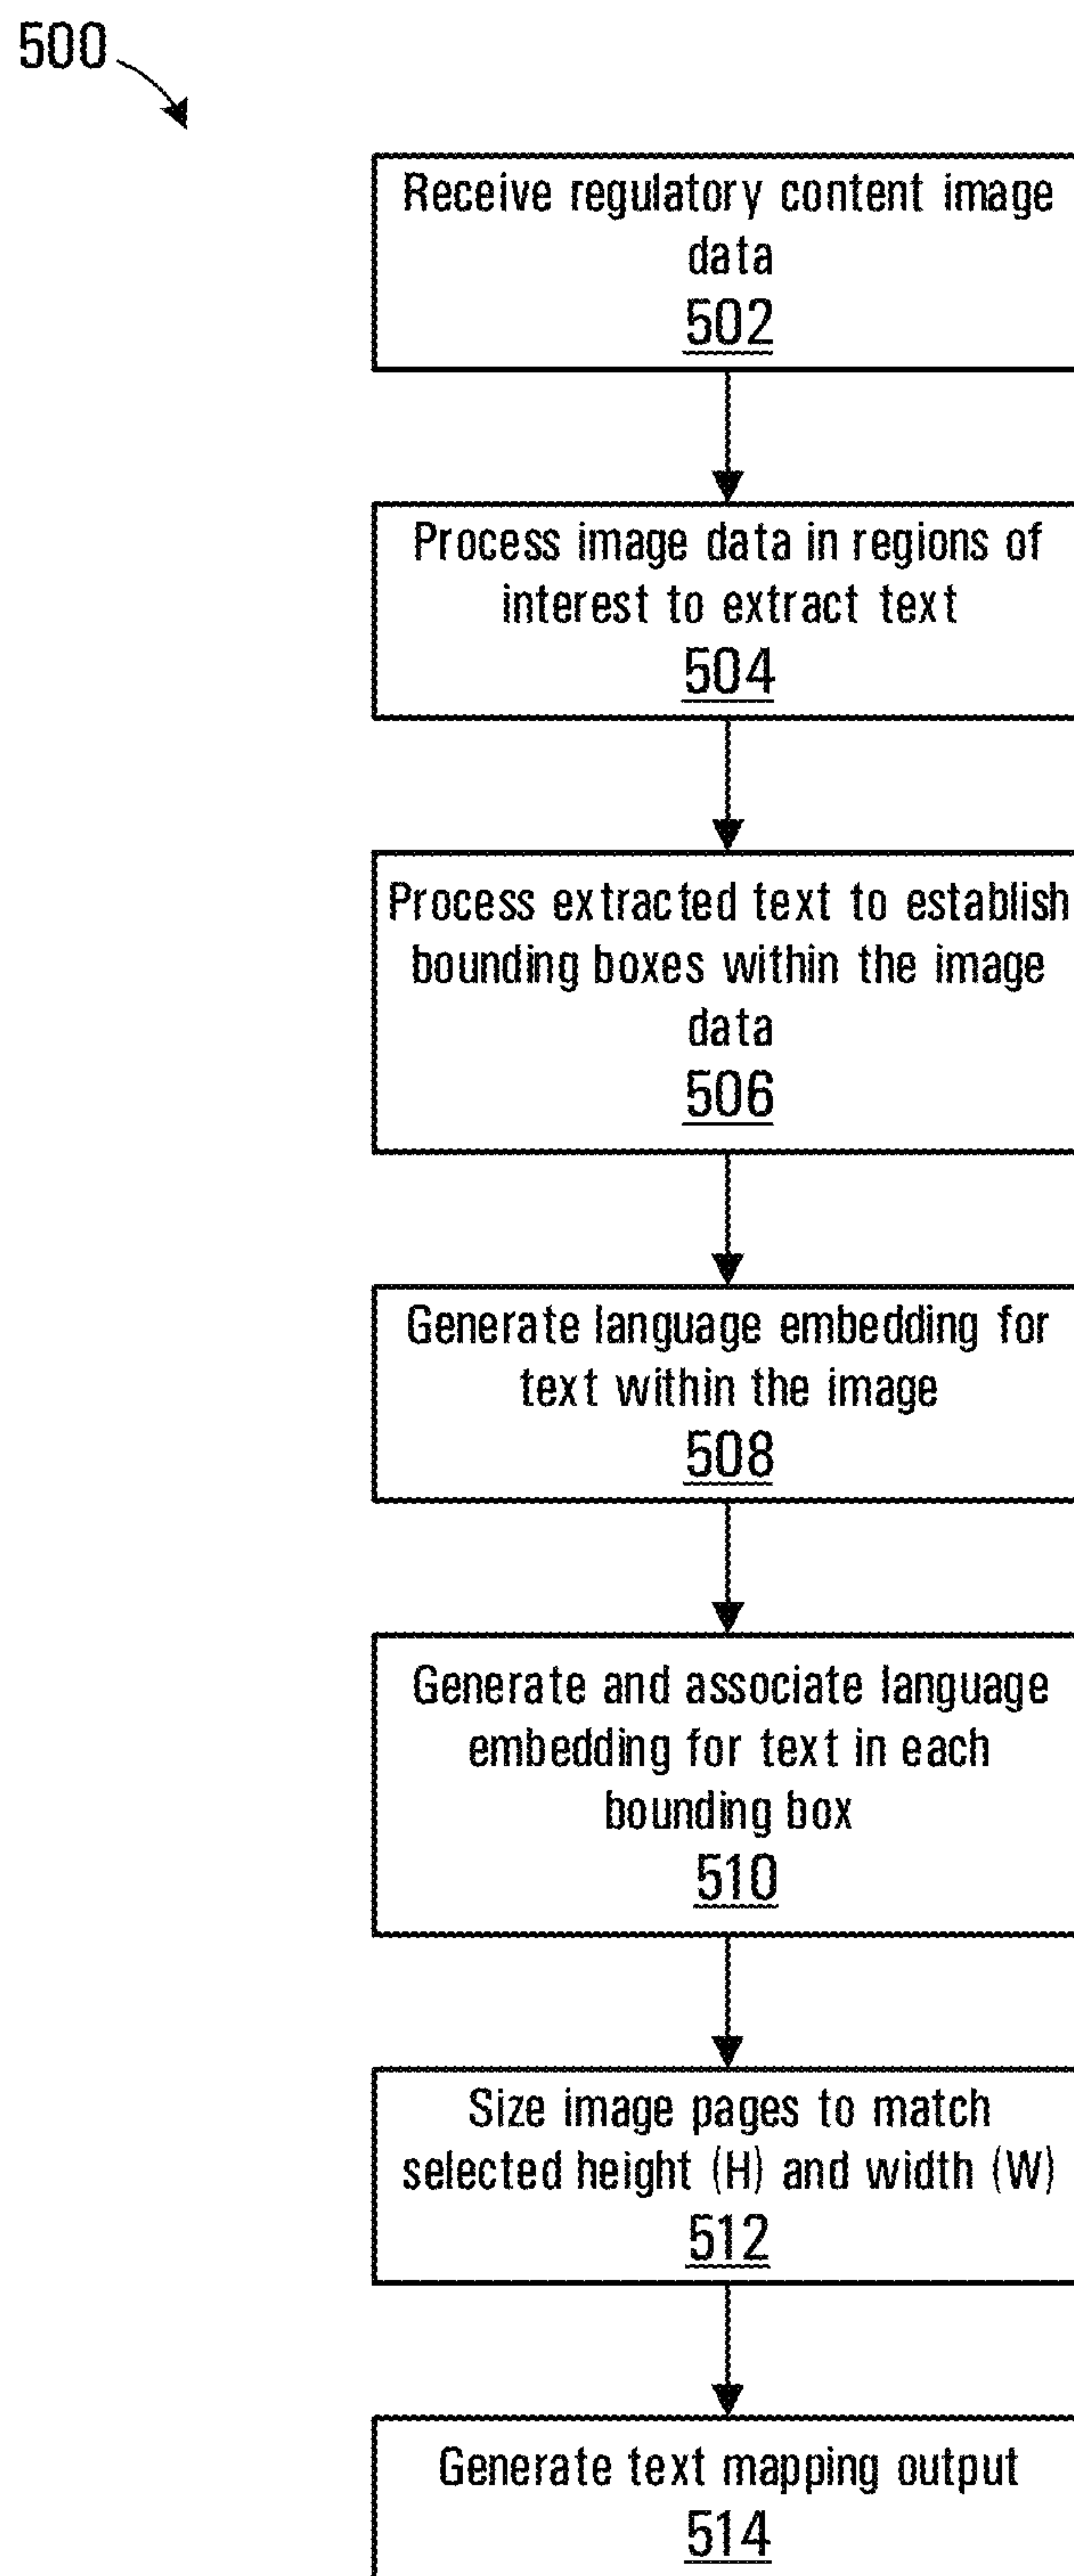 500
Receive regulatory content image
data
502
Process image data in regions of
interest to extract text
504
Process extracted text to establish
bounding boxes within the image
data
506
Generate language embedding for
text within the image
508
Generate and associate language
embedding for text in each
bounding box
510
Size image pages to match
selected height (H) and width (W)
512
Generate text mapping output
514